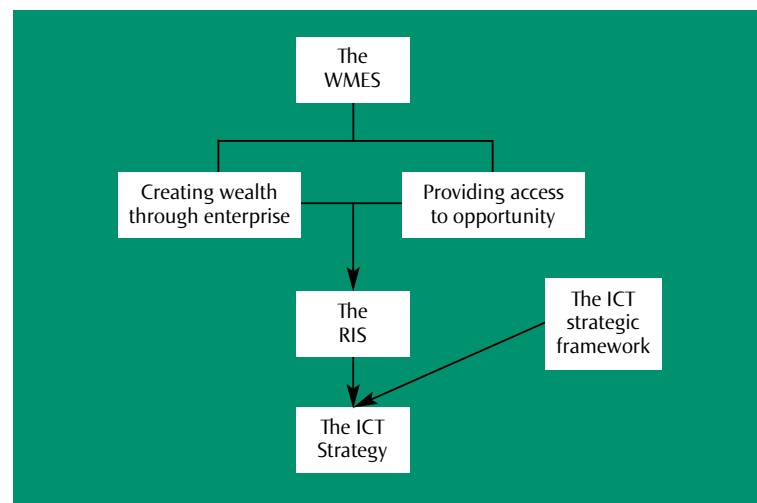 The
WMES
Creating wealth
through enterprise
Providing access
to opportunity
The
RIS
The ICT
strategic
framework
The ICT
Strategy